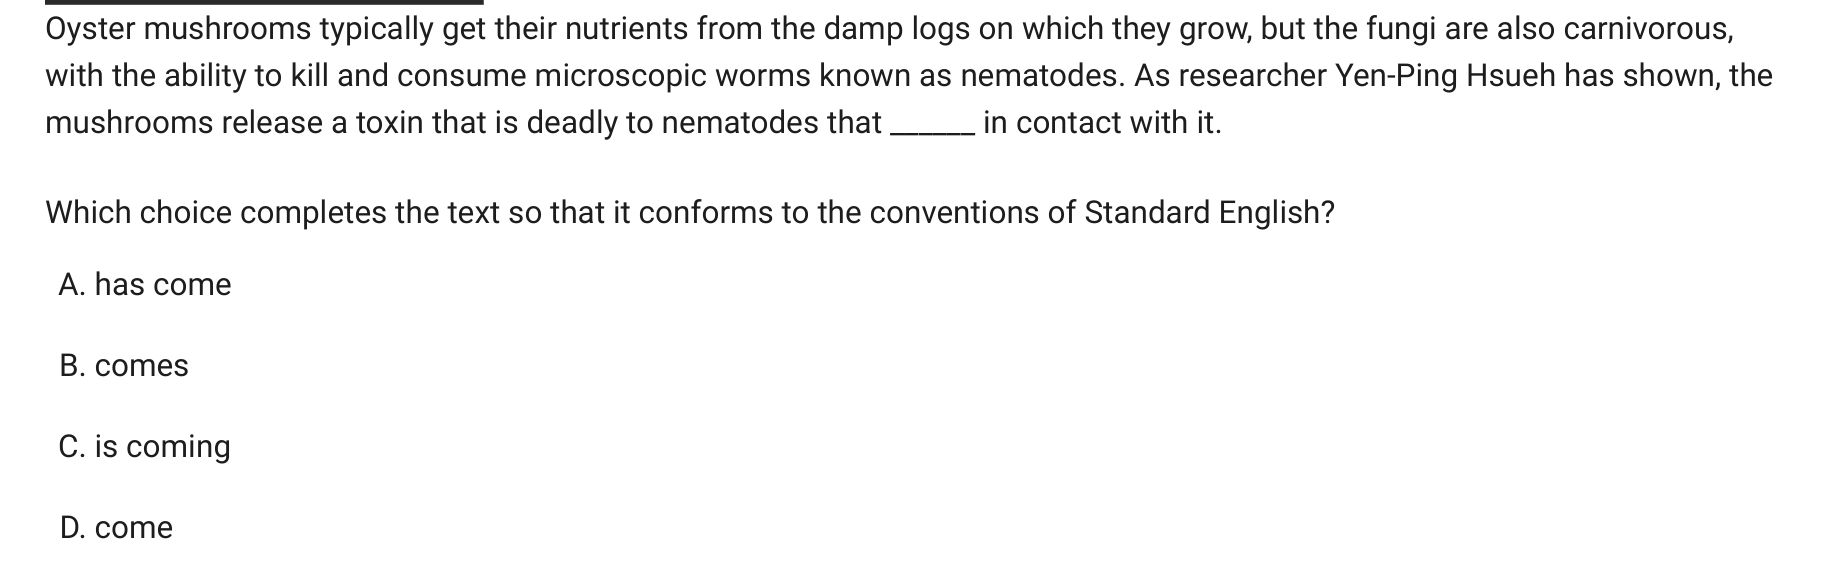 Oyster mushrooms typically get their nutrients from the damp logs on which they grow, but the fungi are also carnivorous,
with the ability to kill and consume microscopic worms known as nematodes. As researcher Yen-Ping Hsueh has shown, the
mushrooms release a toxin that is deadly to nematodes that ______ in contact with it.
Which choice completes the text so that it conforms to the conventions of Standard English?
A. has come
B. comes
C. is coming
D. come